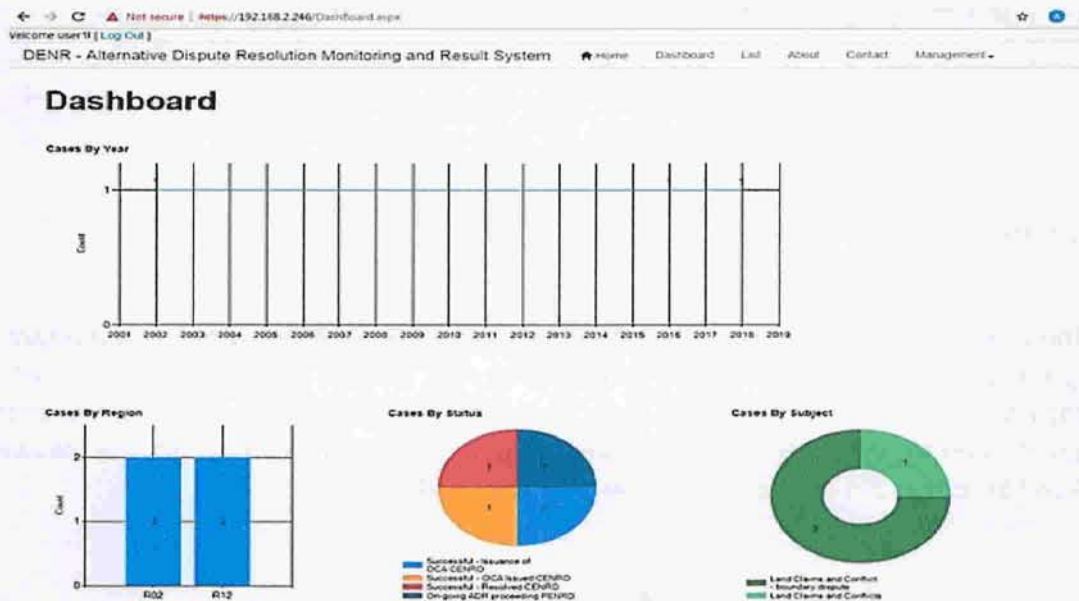 Not secure | https://192.168.2.246/Dashboard.aspx
Welcome user1! [ Log Out ]
DENR - Alternative Dispute Resolution Monitoring and Result System Home Dashboard List About Contact Management
Dashboard
Cases By Year
1
Count
0
2001 2002 2003 2004 2005 2006 2007 2008 2009 2010 2011 2012 2013 2014 2015 2016 2017 2018 2019
Cases By Region Cases By Status Cases By Subject
2
Count
1
0
R02 R12
1
1
Successful - Issuance of
OCA CENRO
Successful - OCA Issued CENRO
Successful - Resolved CENRO
On-going ADR proceeding PENRO
1
Land Claims and Conflict
- boundary dispute
Land Claims and Conflicts